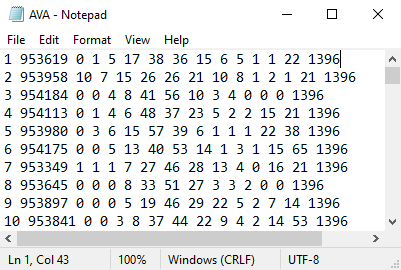 AVA - Notepad
File Edit Format View Help
1 953619 0 1 5 17 38 36 15 6 5 1 1 22 1396
2 953958 10 7 15 26 26 21 10 8 1 2 1 21 1396
3 954184 0 0 4 8 41 56 10 3 4 0 0 0 1396
4 954113 0 1 4 6 48 37 23 5 2 2 15 21 1396
5 953980 0 3 6 15 57 39 6 1 1 1 22 38 1396
6 954175 0 0 5 13 40 53 14 1 3 1 15 65 1396
7 953349 1 1 1 7 27 46 28 13 4 0 16 21 1396
8 953645 0 0 0 8 33 51 27 3 3 2 0 0 1396
9 953897 0 0 0 5 19 46 29 22 5 2 7 14 1396
10 953841 0 0 3 8 37 44 22 9 4 2 14 53 1396
Ln 1, Col 43 100% Windows (CRLF) UTF-8